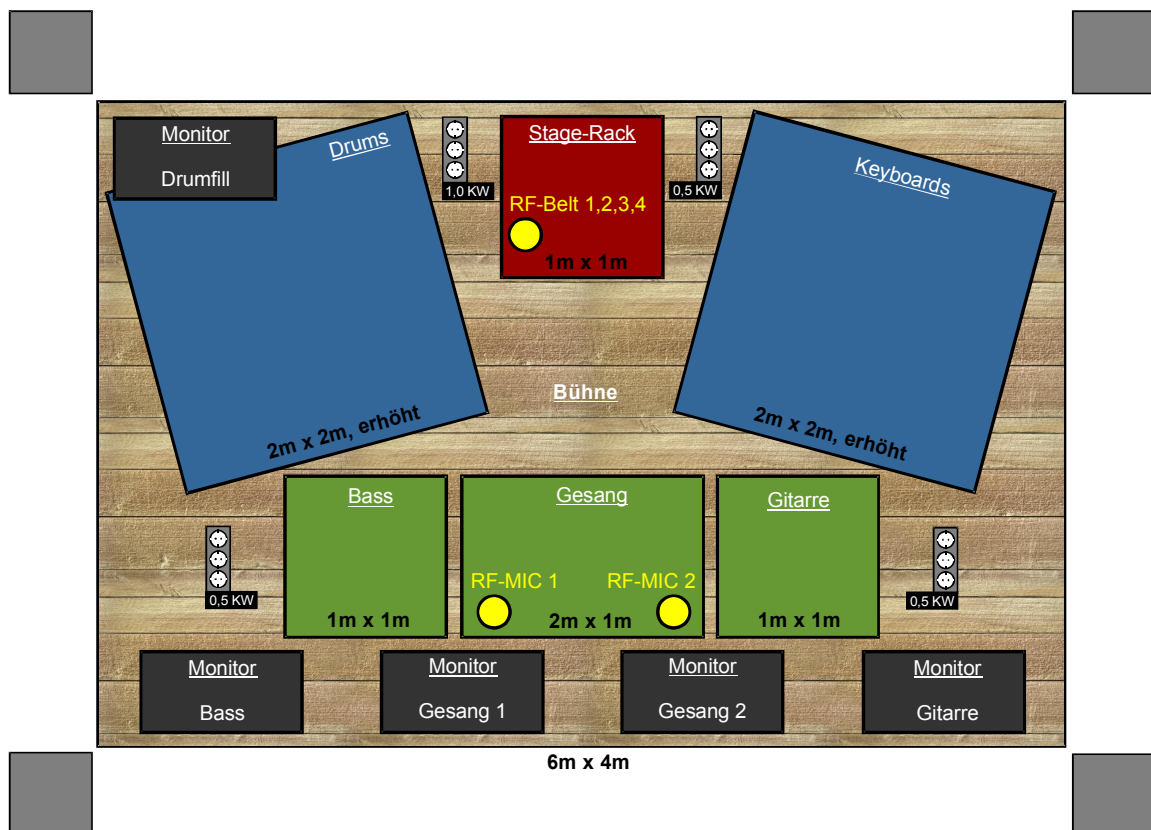 Monitor
Drumfill
Drums
1,0 KW
Stage-Rack
RF-Belt 1,2,3,4
1m x 1m
0,5 KW
Keyboards
Bühne
2m x 2m, erhöht
2m x 2m, erhöht
Bass
1m x 1m
Gesang
RF-MIC 1
RF-MIC 2
2m x 1m
Gitarre
1m x 1m
0,5 KW
0,5 KW
Monitor
Bass
Monitor
Gesang 1
Monitor
Gesang 2
Monitor
Gitarre
6m x 4m